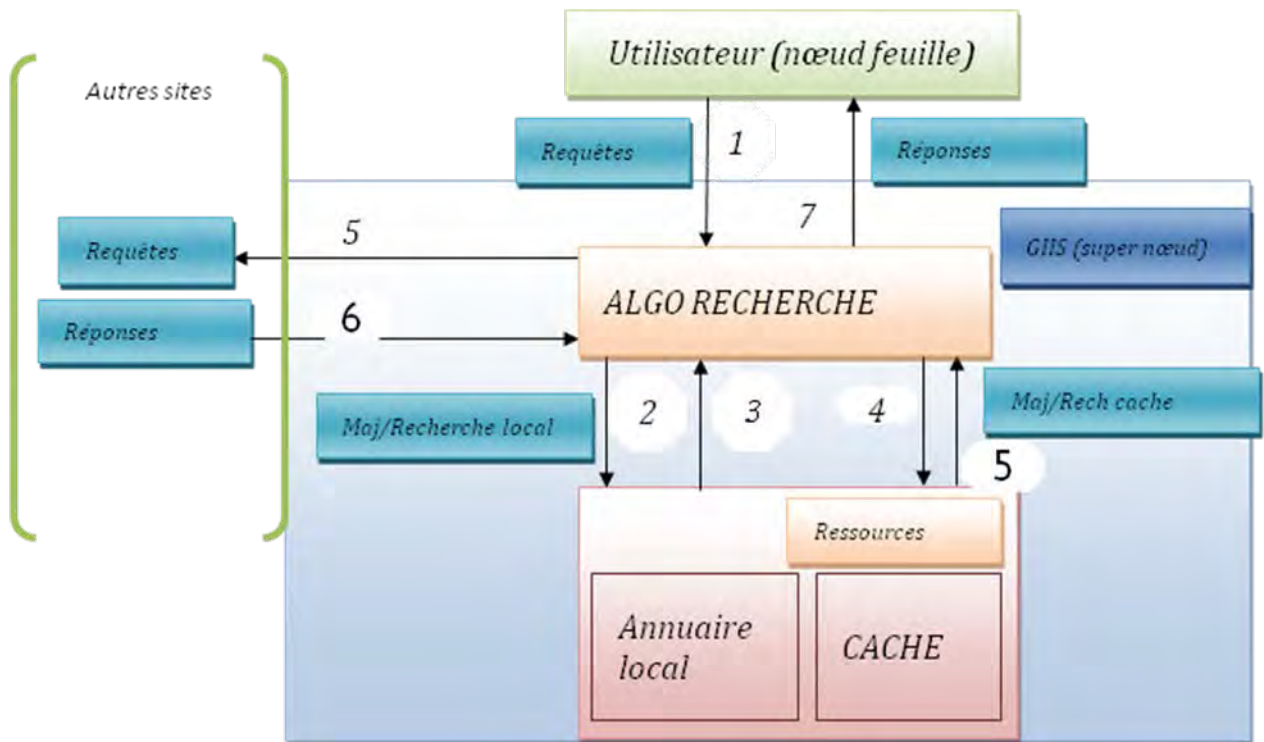 Utilisateur (nœud feuille)
Autres sites
Requêtes
1
Réponses
7
5
Requêtes
GIIS (super nœud)
ALGO RECHERCHE
Réponses
6
Maj/Recherche local
2
3
4
Maj/Rech cache
5
Ressources
Annuaire
local
CACHE